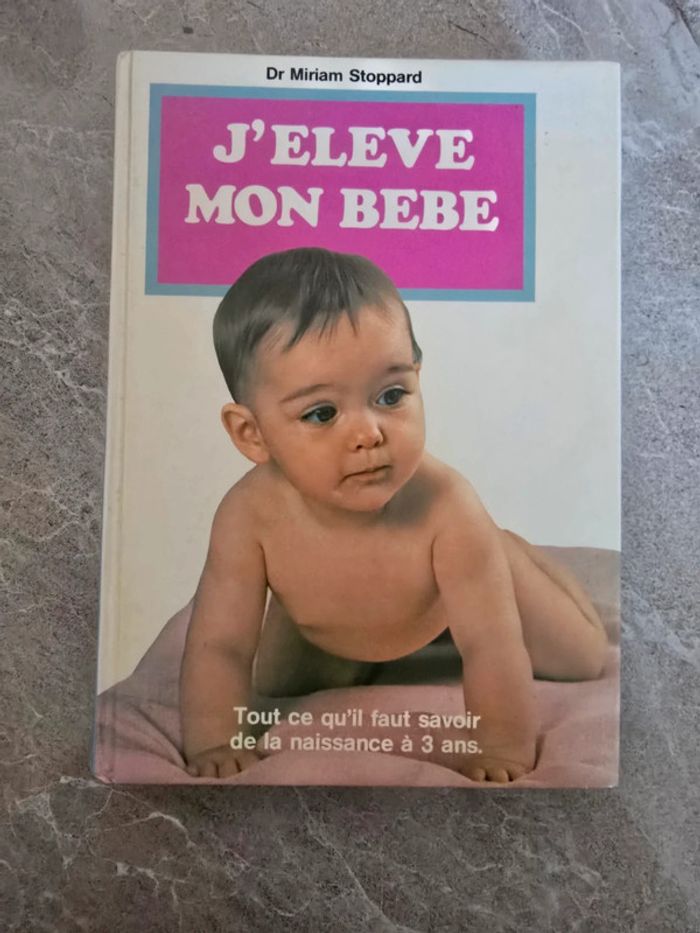 Dr Miriam Stoppard
J'ELEVE
MON BEBE
Tout ce qu'il faut savoir
de la naissance à 3 ans.